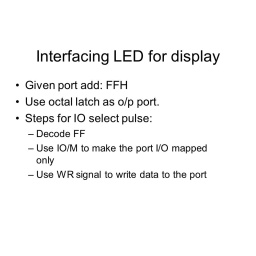 Interfacing LED for display
• Given port add: FFH
• Use octal latch as o/p port.
• Steps for IO select pulse:
– Decode FF
– Use IO/M to make the port I/O mapped
only
– Use WR signal to write data to the port